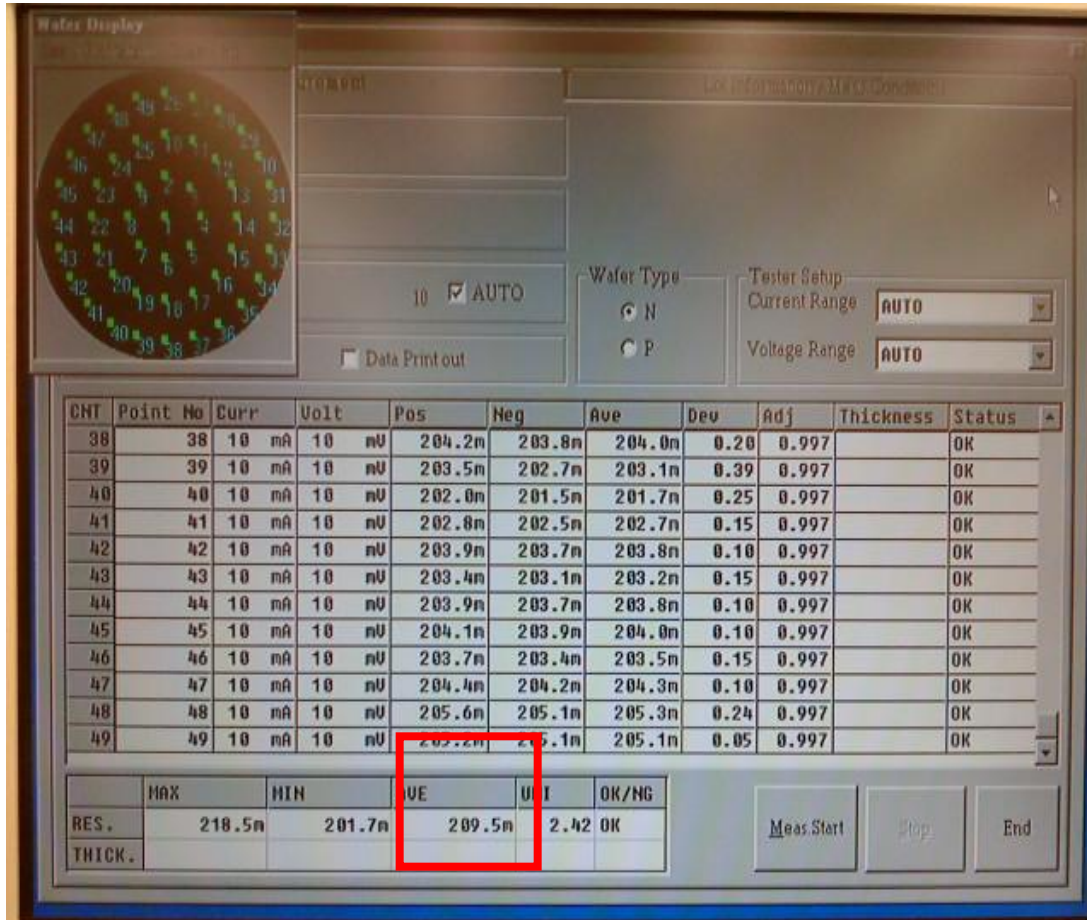 Wafer Display
10 AUTO
Wafer Type
N
P
Tester Setup
Current Range AUTO
Voltage Range AUTO
Data Print out
CNT Point No Curr Volt Pos Neg Ave Dev Adj Thickness Status
38 38 10 mA 10 mV 204.2m 203.8m 204.0m 0.20 0.997 OK
39 39 10 mA 10 mV 203.5m 202.7m 203.1m 0.39 0.997 OK
40 40 10 mA 10 mV 202.0m 201.5m 201.7m 0.25 0.997 OK
41 41 10 mA 10 mV 202.8m 202.5m 202.7m 0.15 0.997 OK
42 42 10 mA 10 mV 203.9m 203.7m 203.8m 0.10 0.997 OK
43 43 10 mA 10 mV 203.4m 203.1m 203.2m 0.15 0.997 OK
44 44 10 mA 10 mV 203.9m 203.7m 203.8m 0.10 0.997 OK
45 45 10 mA 10 mV 204.1m 203.9m 204.0m 0.10 0.997 OK
46 46 10 mA 10 mV 203.7m 203.4m 203.5m 0.15 0.997 OK
47 47 10 mA 10 mV 204.4m 204.2m 204.3m 0.10 0.997 OK
48 48 10 mA 10 mV 205.6m 205.1m 205.3m 0.24 0.997 OK
49 49 10 mA 10 mV 205.2m 205.1m 205.1m 0.05 0.997 OK
MAX MIN AVE OK/NG
RES. 218.5m 201.7m 209.5m 2.42 OK
THICK.
Meas.Start Stop End